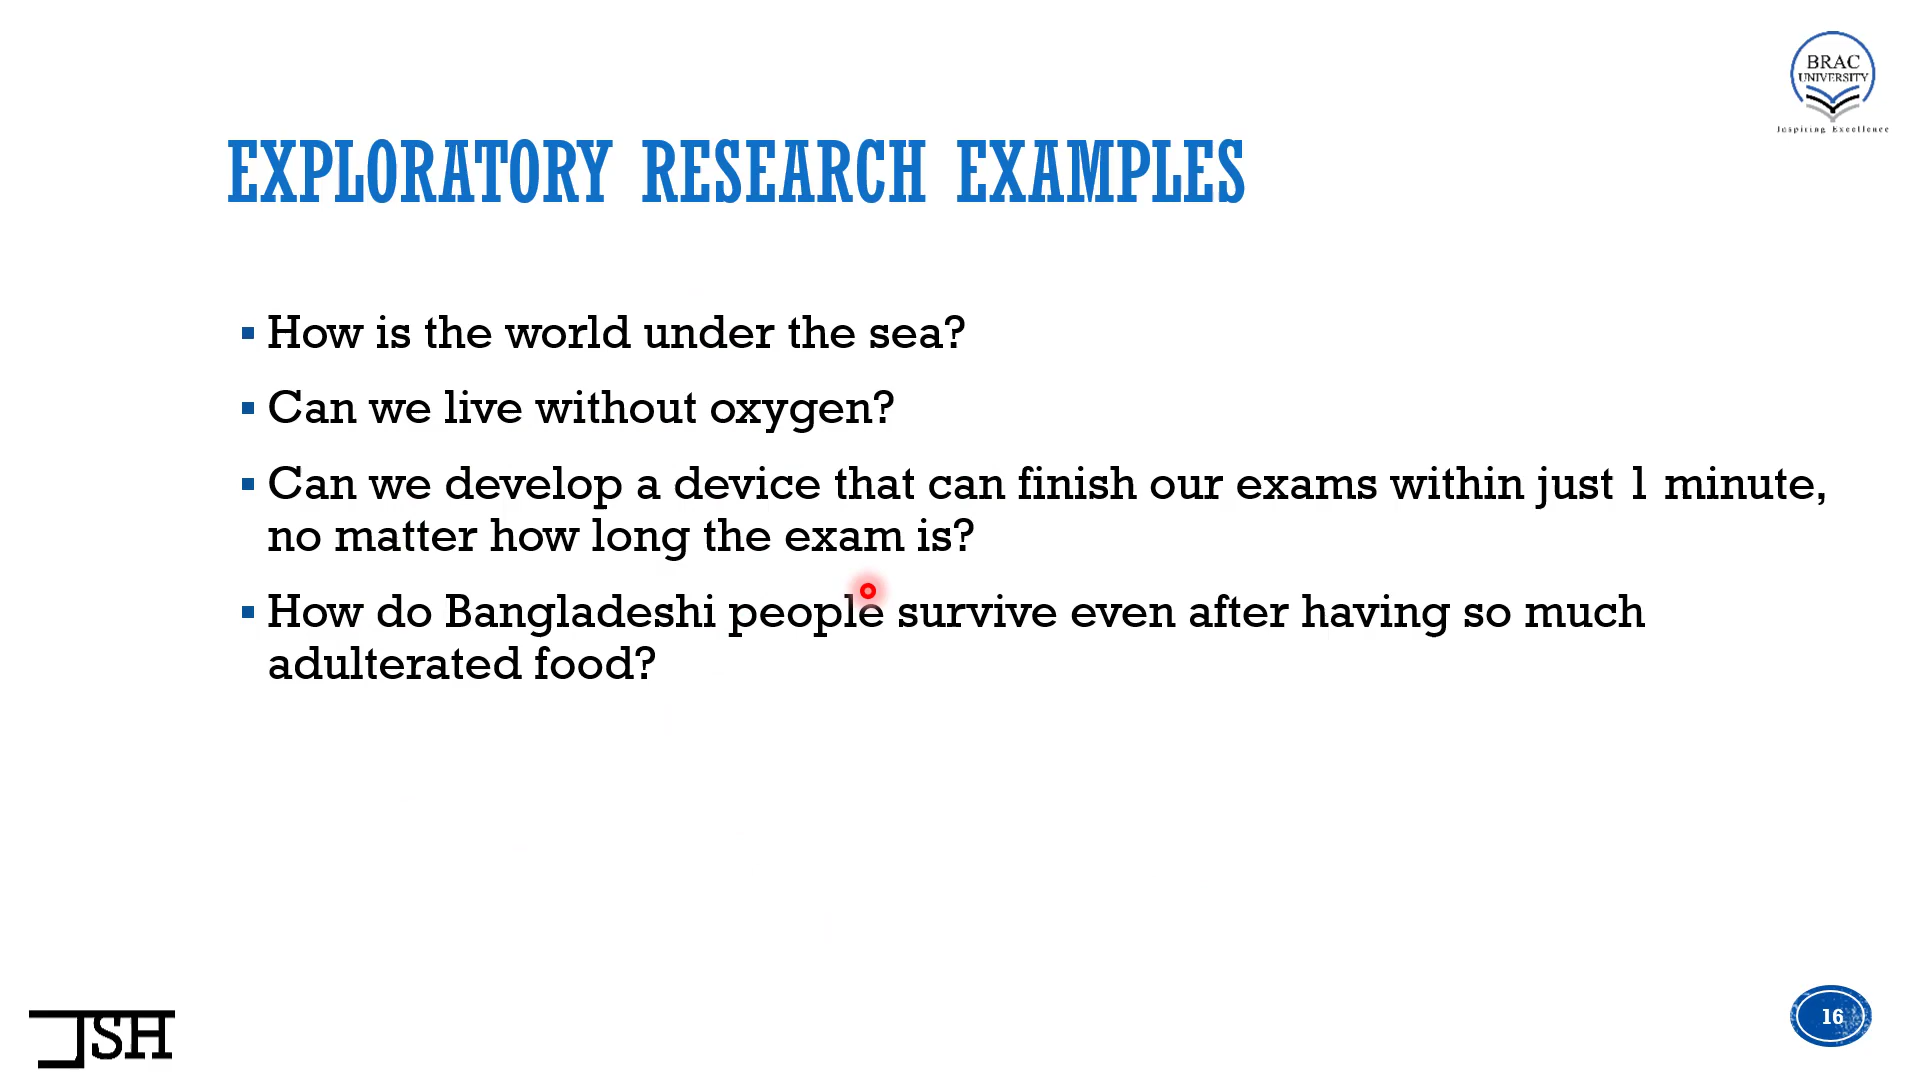 BRAC
UNIVERSITY
Inspiring Excellence
EXPLORATORY RESEARCH EXAMPLES
How is the world under the sea?
Can we live without oxygen?
Can we develop a device that can finish our exams within just 1 minute,
no matter how long the exam is?
How do Bangladeshi people survive even after having so much
adulterated food?
JSH
16